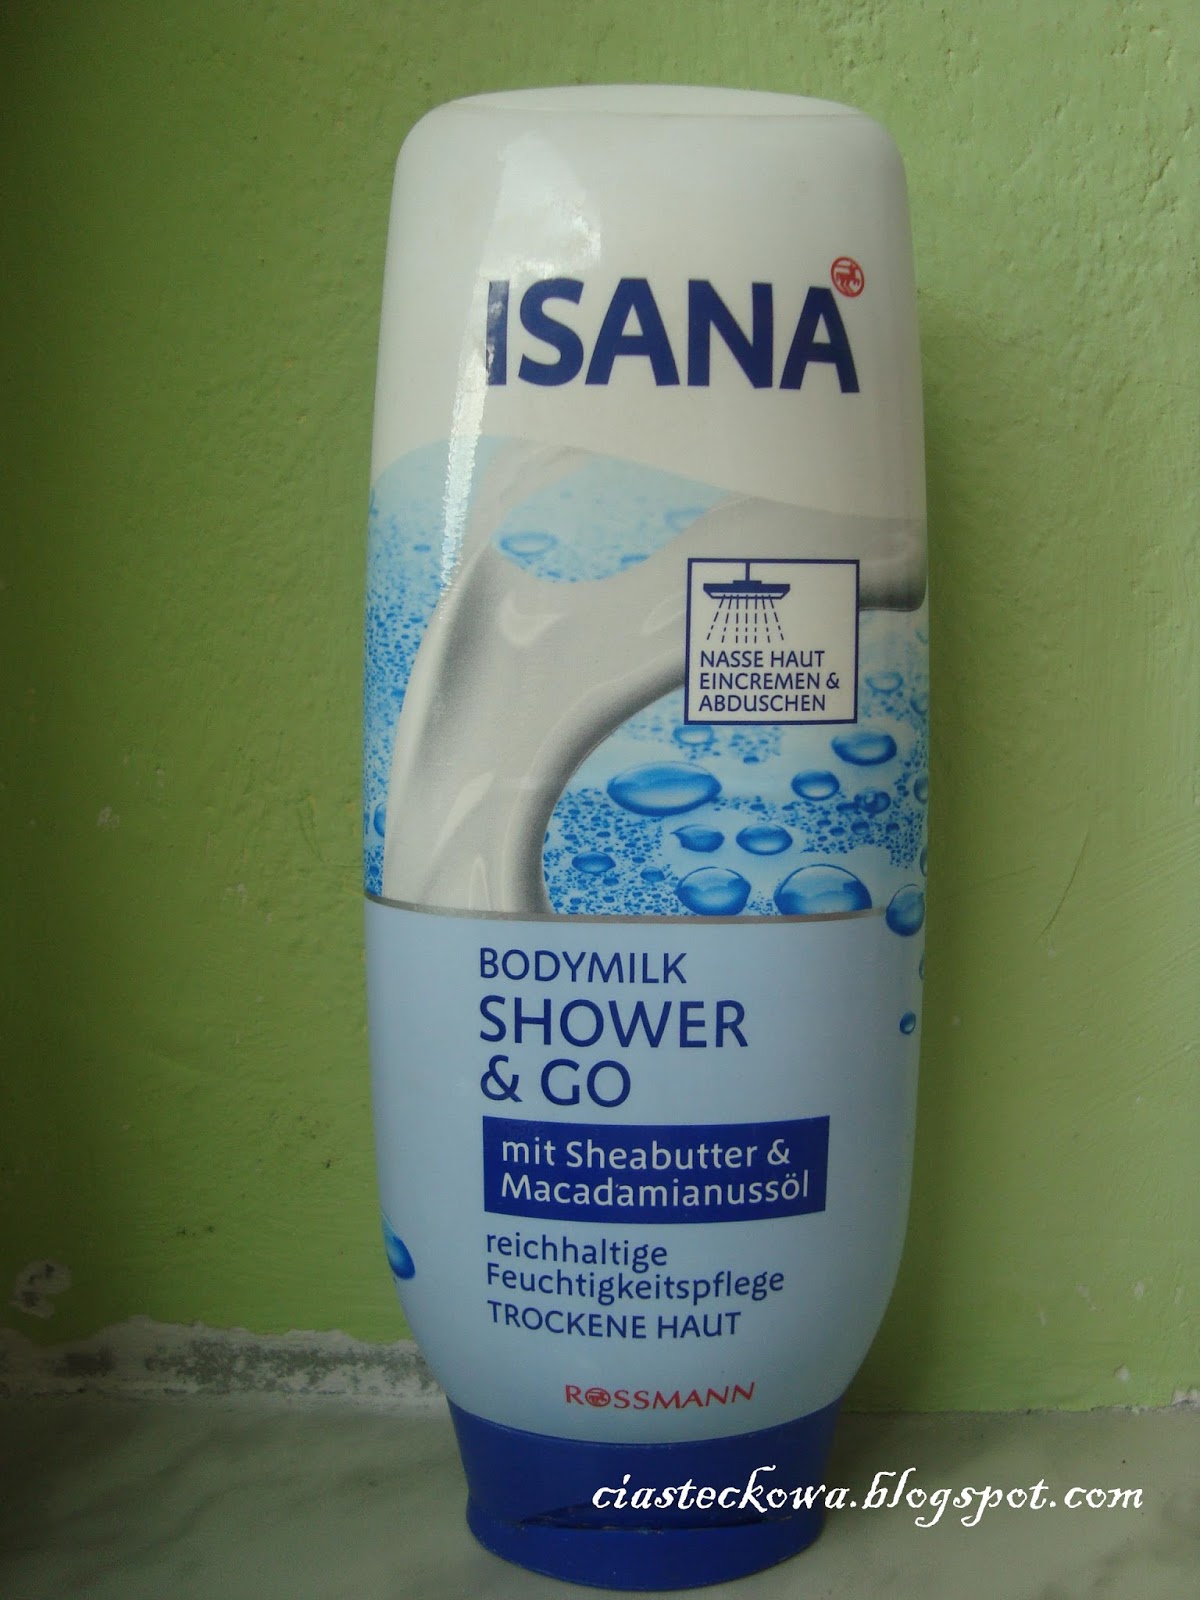 ISANA
NASSE HAUT
EINCREMEN &
ABDUSCHEN
BODYMILK
SHOWER
& GO
mit Sheabutter &
Macadamianussöl
reichhaltige
Feuchtigkeitspflege
TROCKENE HAUT
ROSSMANN
ciasteckowa.blogspot.com